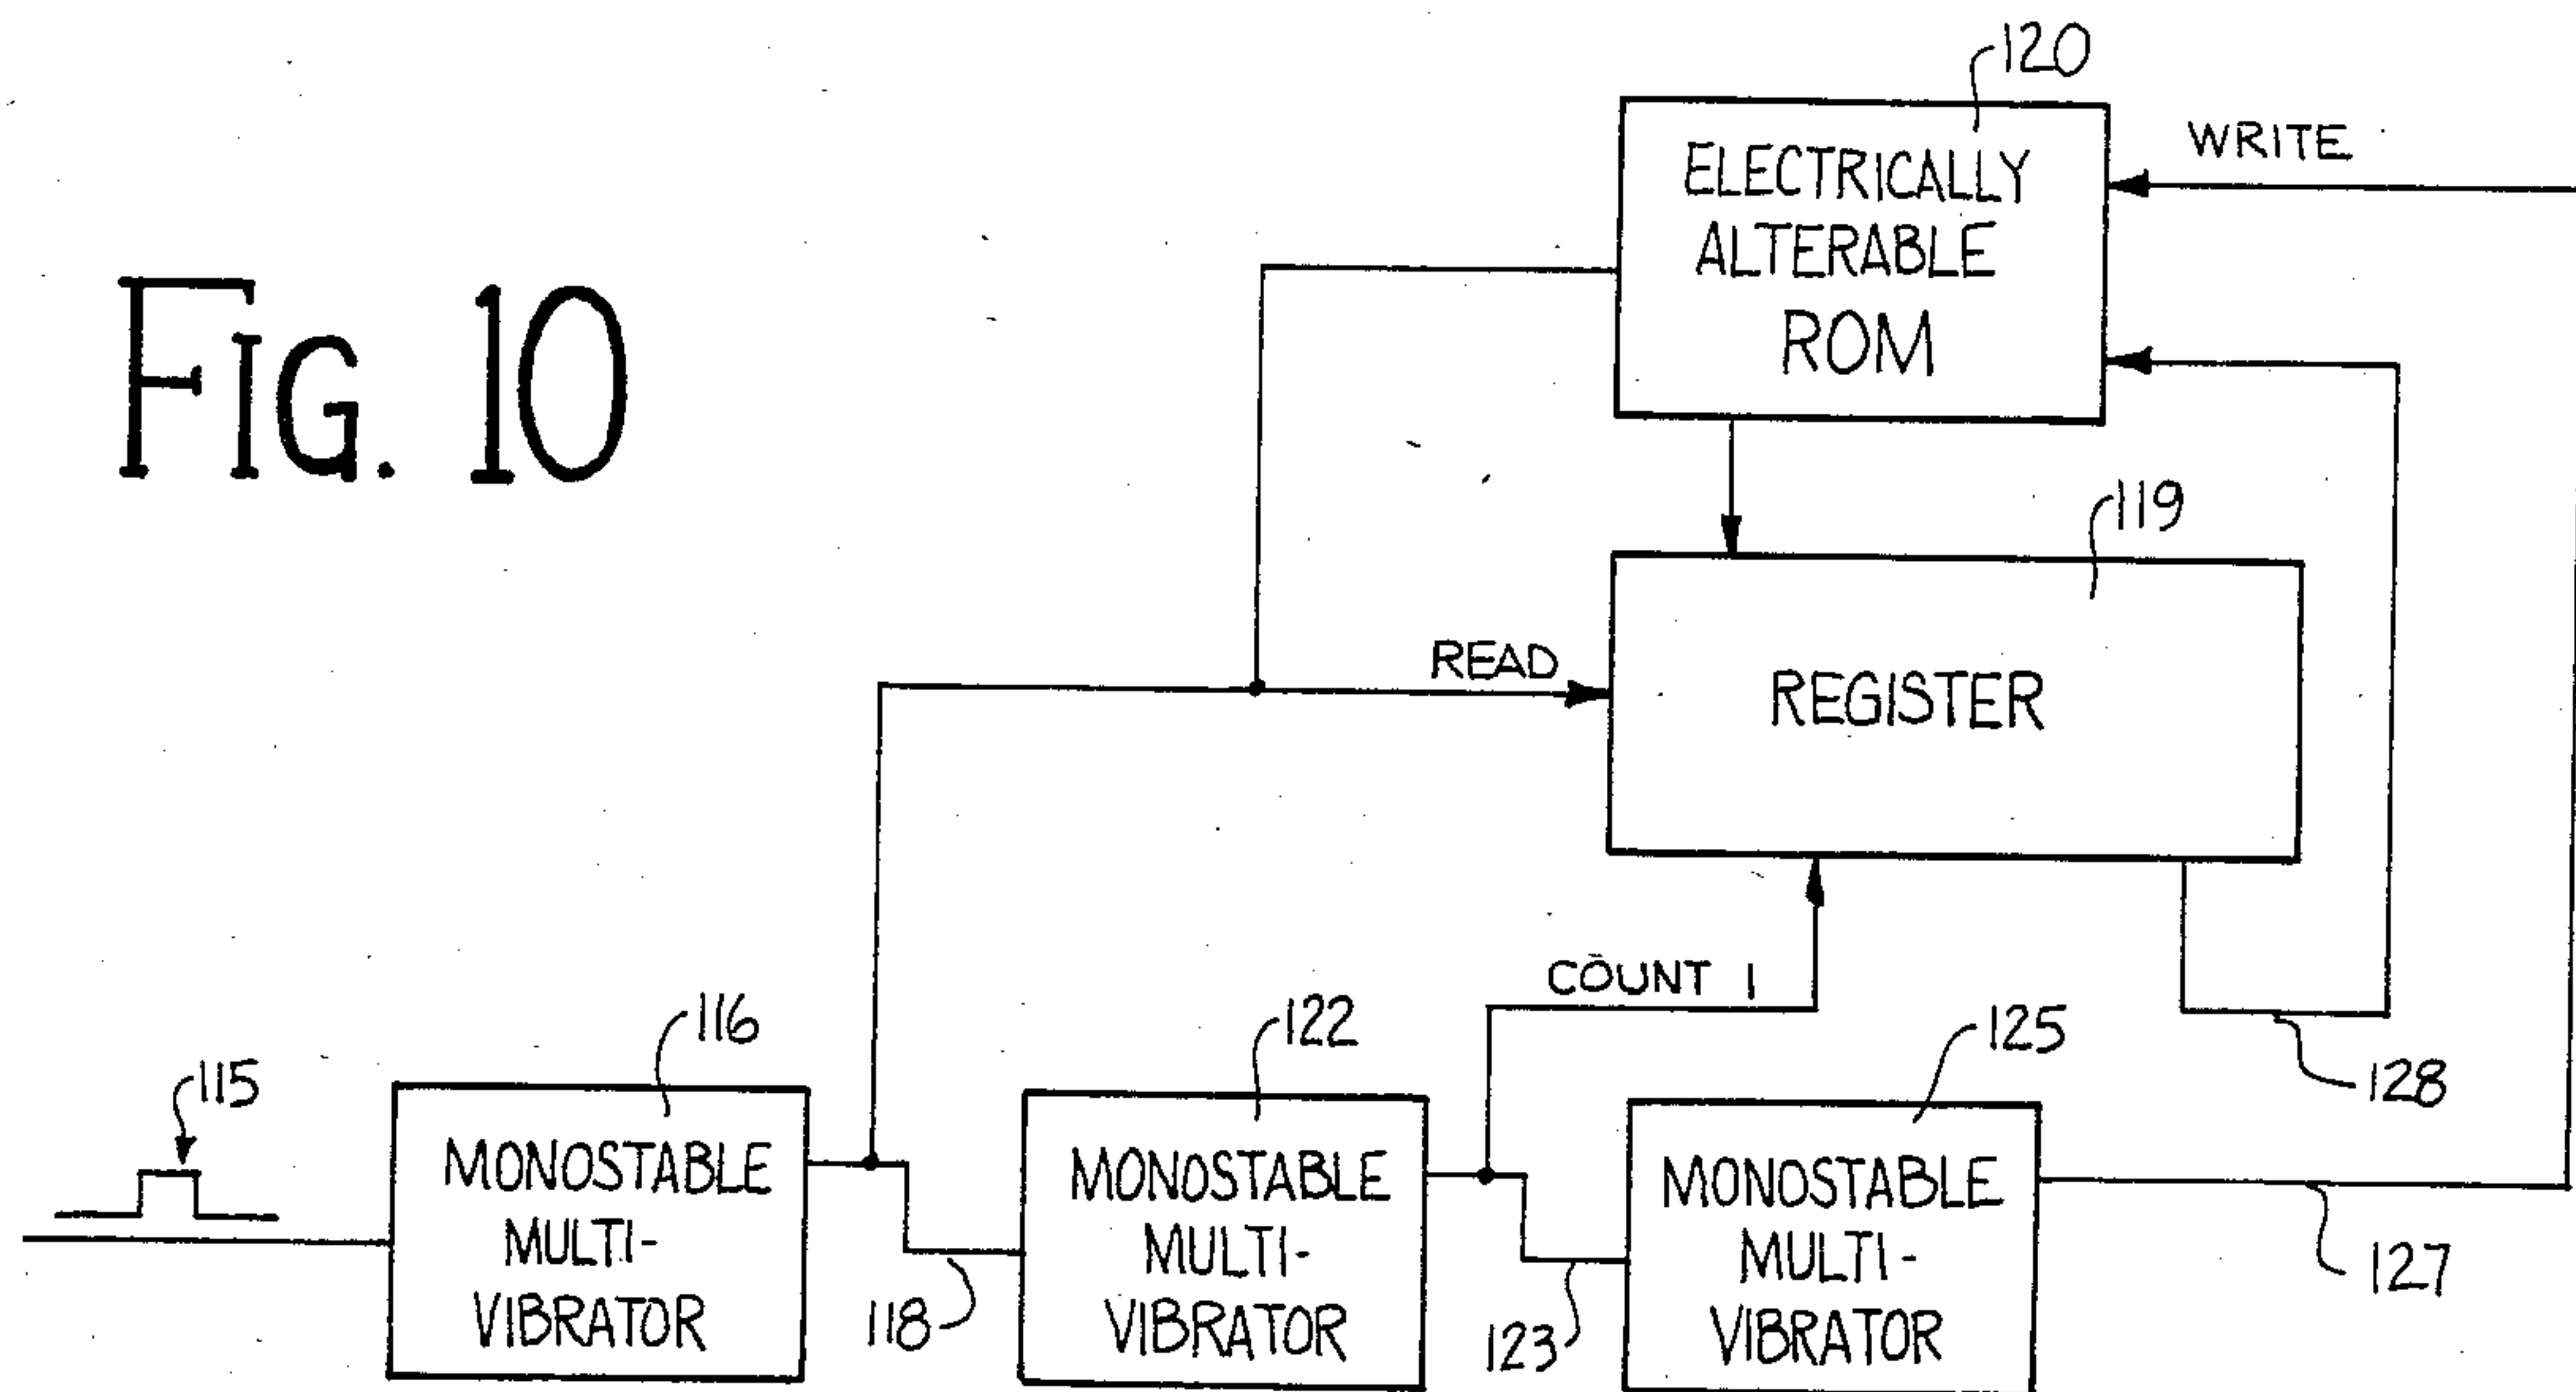 FIG. 10
120
ELECTRICALLY
ALTERABLE
ROM
WRITE
119
READ
REGISTER
COUNT 1
115
116
MONOSTABLE
MULTI-
VIBRATOR
118
122
MONOSTABLE
MULTI-
VIBRATOR
123
125
MONOSTABLE
MULTI-
VIBRATOR
128
127